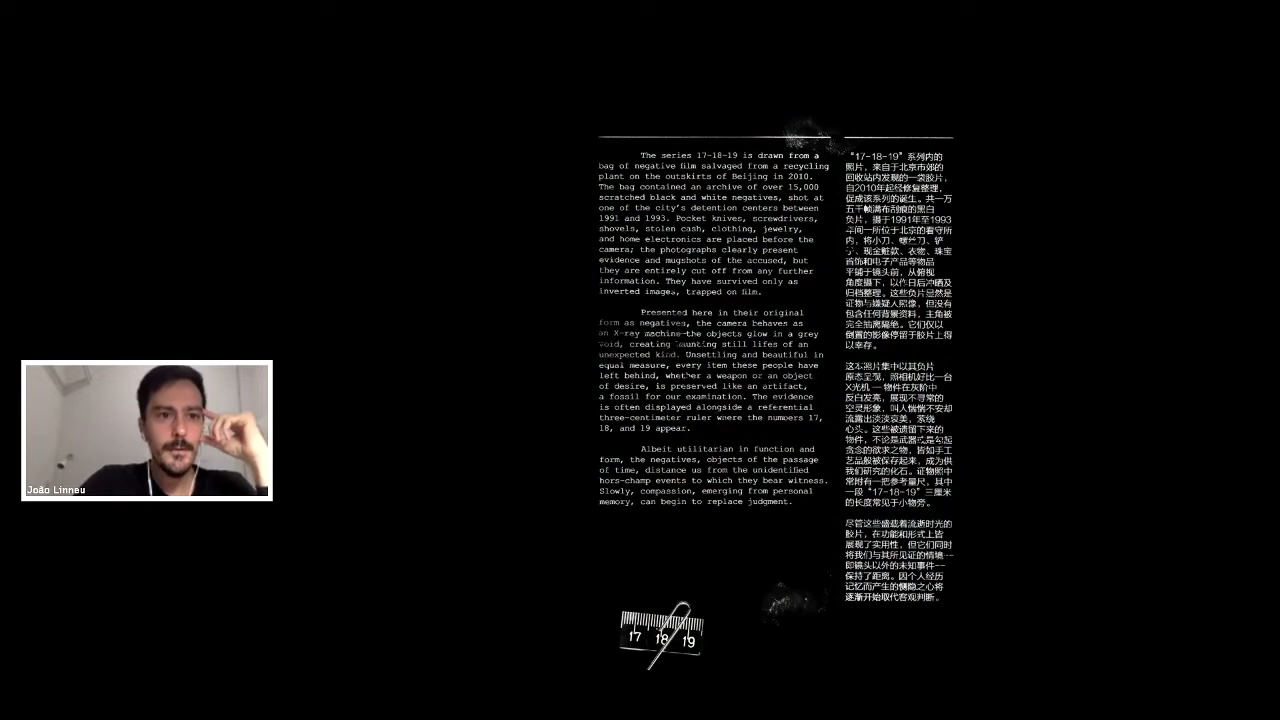 The series 17-18-19 is drawn from a
bag of negative film salvaged from a recycling
plant on the outskirts of Beijing in 2010.
The bag contained an archive of over 15,000
scratched black and white negatives, shot at
one of the city's detention centers between
1991 and 1993. Pocket knives, screwdrivers,
shovels, stolen cash, clothing, jewelry,
and home electronics are placed before the
camera; the photographs clearly present
evidence and mugshots of the accused, but
they are entirely cut off from any further
information. They have survived only as
inverted images, trapped on film.
Presented here in their original
form as negatives, the camera behaves as
an X-ray machine—the objects glow in a grey
void, creating haunting still lifes of an
unexpected kind. Unsettling and beautiful in
equal measure, every item these people have
left behind, whether a weapon or an object
of desire, is preserved like an artifact,
a fossil for our examination. The evidence
is often displayed alongside a referential
three-centimeter ruler where the numbers 17,
18, and 19 appear.
Albeit utilitarian in function and
form, the negatives, objects of the passage
of time, distance us from the unidentified
hors-champ events to which they bear witness.
Slowly, compassion, emerging from personal
memory, can begin to replace judgment.
“17-18-19”系列内的
照片，来自于北京市郊的
回收站内发现的一袋胶片，
自2010年起经修复整理，
促成该系列的诞生。共一万
五千帧满布刮痕的黑白
负片，摄于1991年至1993
年间一所位于北京的看守所
内，将小刀、螺丝刀、铲
子、现金赃款、衣物、珠宝
首饰和电子产品等物品
平铺于镜头前，从俯视
角度摄下，以作日后冲晒及
归档整理。这些负片显然是
证物与嫌疑人照像，但没有
包含任何背景资料，主角被
完全抽离隔绝。它们仅以
倒置的影像停留于胶片上得
以幸存。
这本照片集中以其负片
原态呈现，照相机好比一台
X光机 — 物件在灰阶中
反白发亮，展现不寻常的
空灵形象，叫人惴惴不安却
流露出淡淡哀美，萦绕
心头。这些被遗留下来的
物件，不论是武器或是勾起
贪念的欲求之物，皆如手工
艺品般被保存起来，成为供
我们研究的化石。证物照中
常附有一把参考量尺，其中
一段“17-18-19”三厘米
的长度常见于小物旁。
尽管这些盛载着流逝时光的
胶片，在功能和形式上皆
展现了实用性，但它们同时
将我们与其所见证的情境——
即镜头以外的未知事件——
保持了距离。因个人经历
记忆而产生的恻隐之心将
逐渐开始取代客观判断。
17 18 19
João Linneu